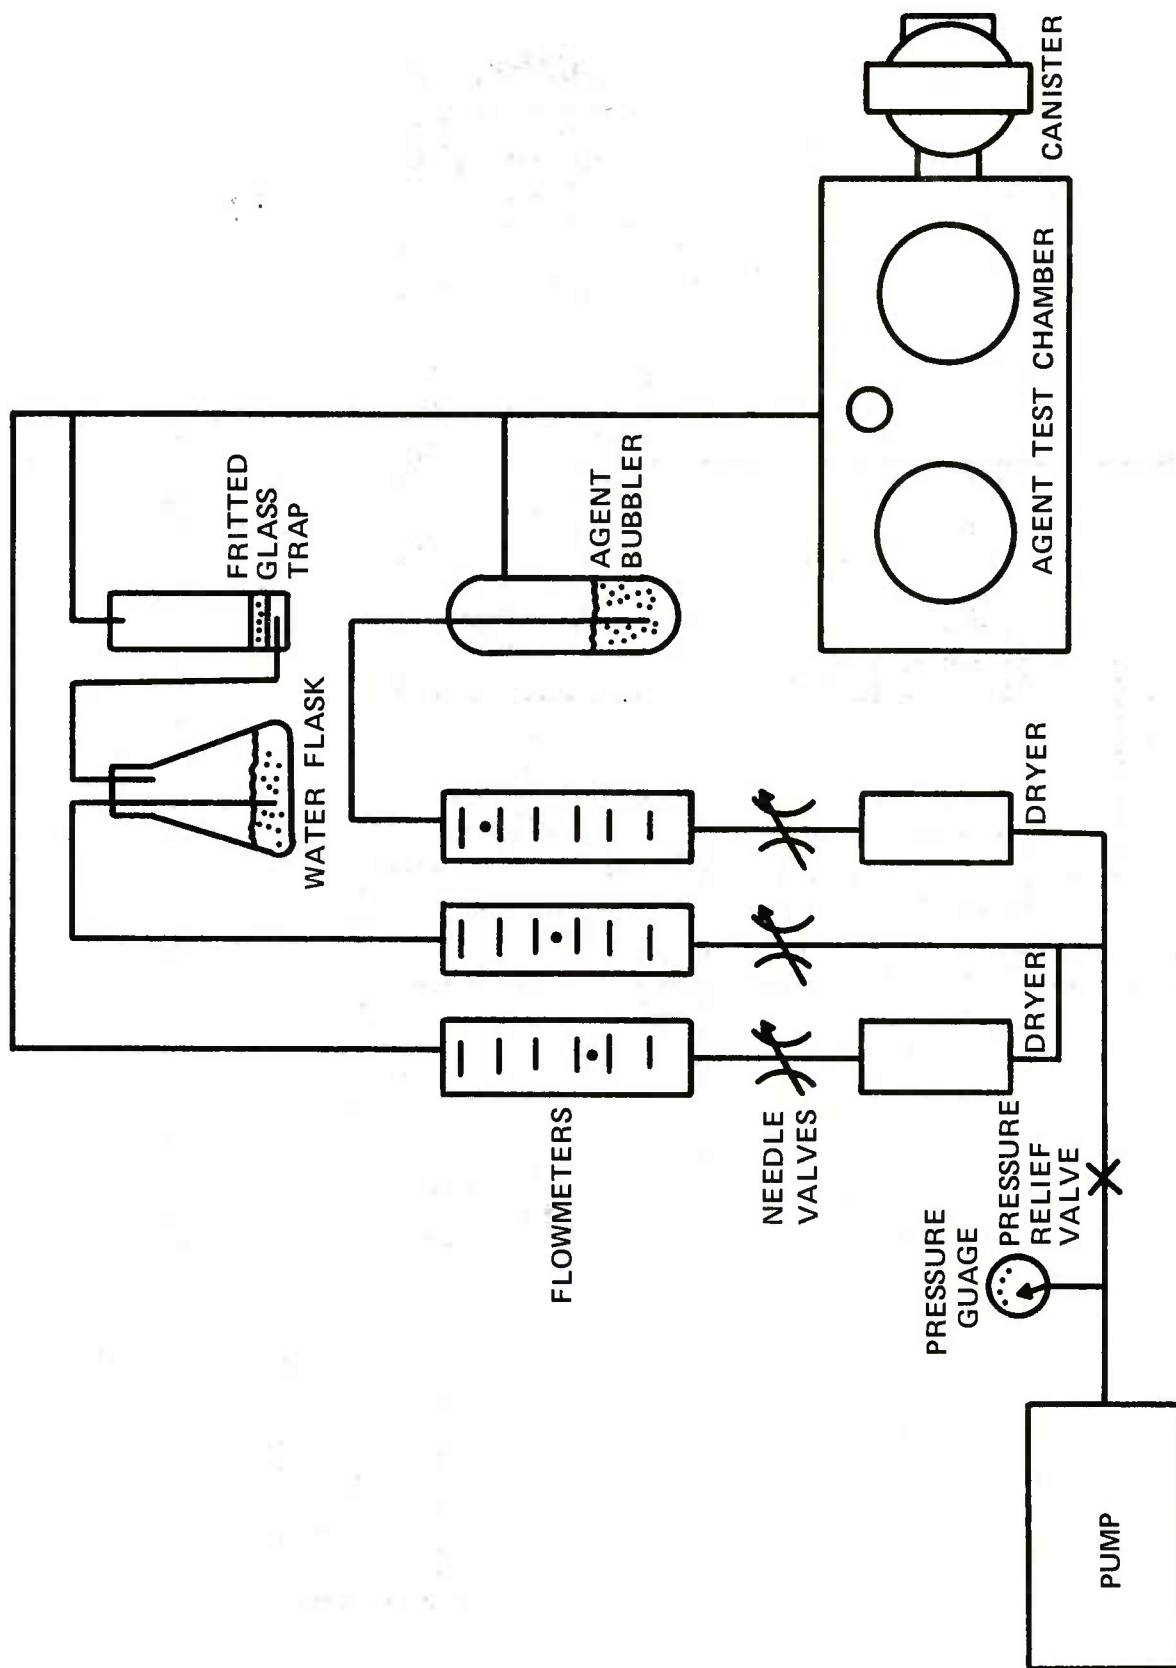 FRITTED
GLASS
TRAP
WATER FLASK
AGENT
BUBBLER
FLOWMETERS
NEEDLE
VALVES
DRYER
DRYER
AGENT TEST CHAMBER
CANISTER
PRESSURE
GUAGE
PRESSURE
RELIEF
VALVE
PUMP